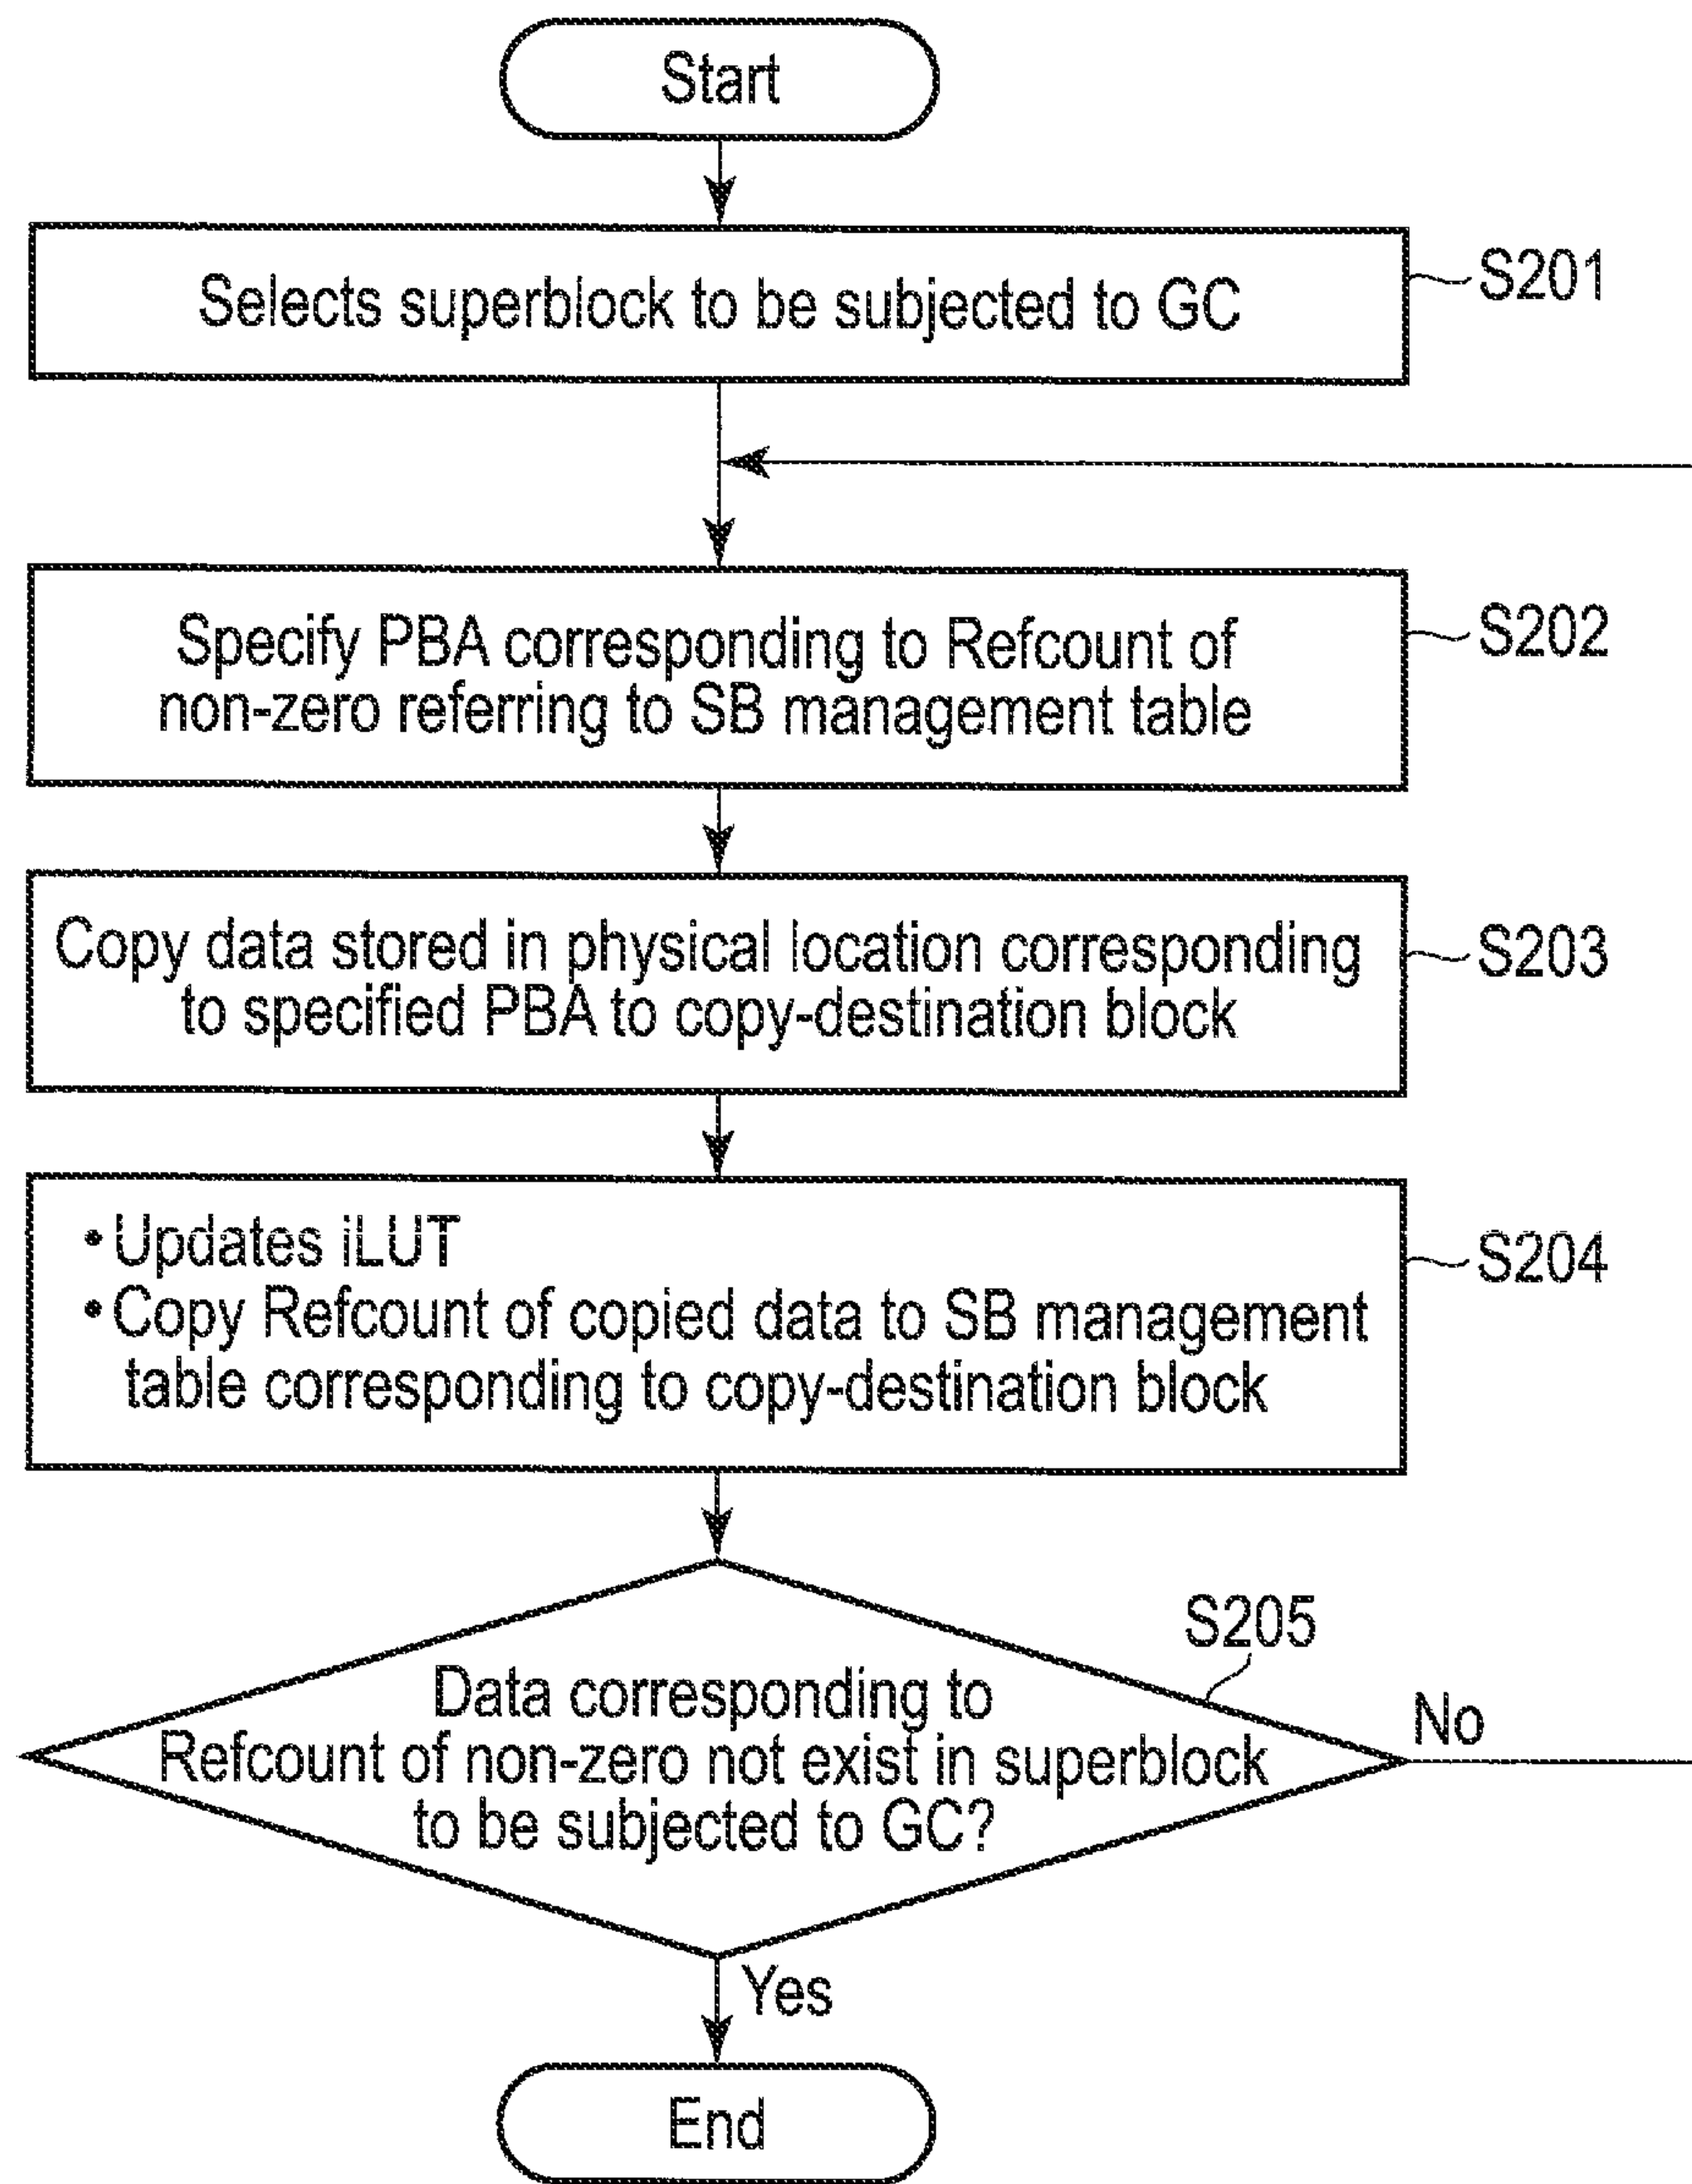 Start
Selects superblock to be subjected to GC
S201
Specify PBA corresponding to Refcount of
non-zero referring to SB management table
S202
Copy data stored in physical location corresponding
to specified PBA to copy-destination block
S203
•Updates iLUT
•Copy Refcount of copied data to SB management
table corresponding to copy-destination block
S204
S205
Data corresponding to
Refcount of non-zero not exist in superblock
to be subjected to GC?
No
Yes
End